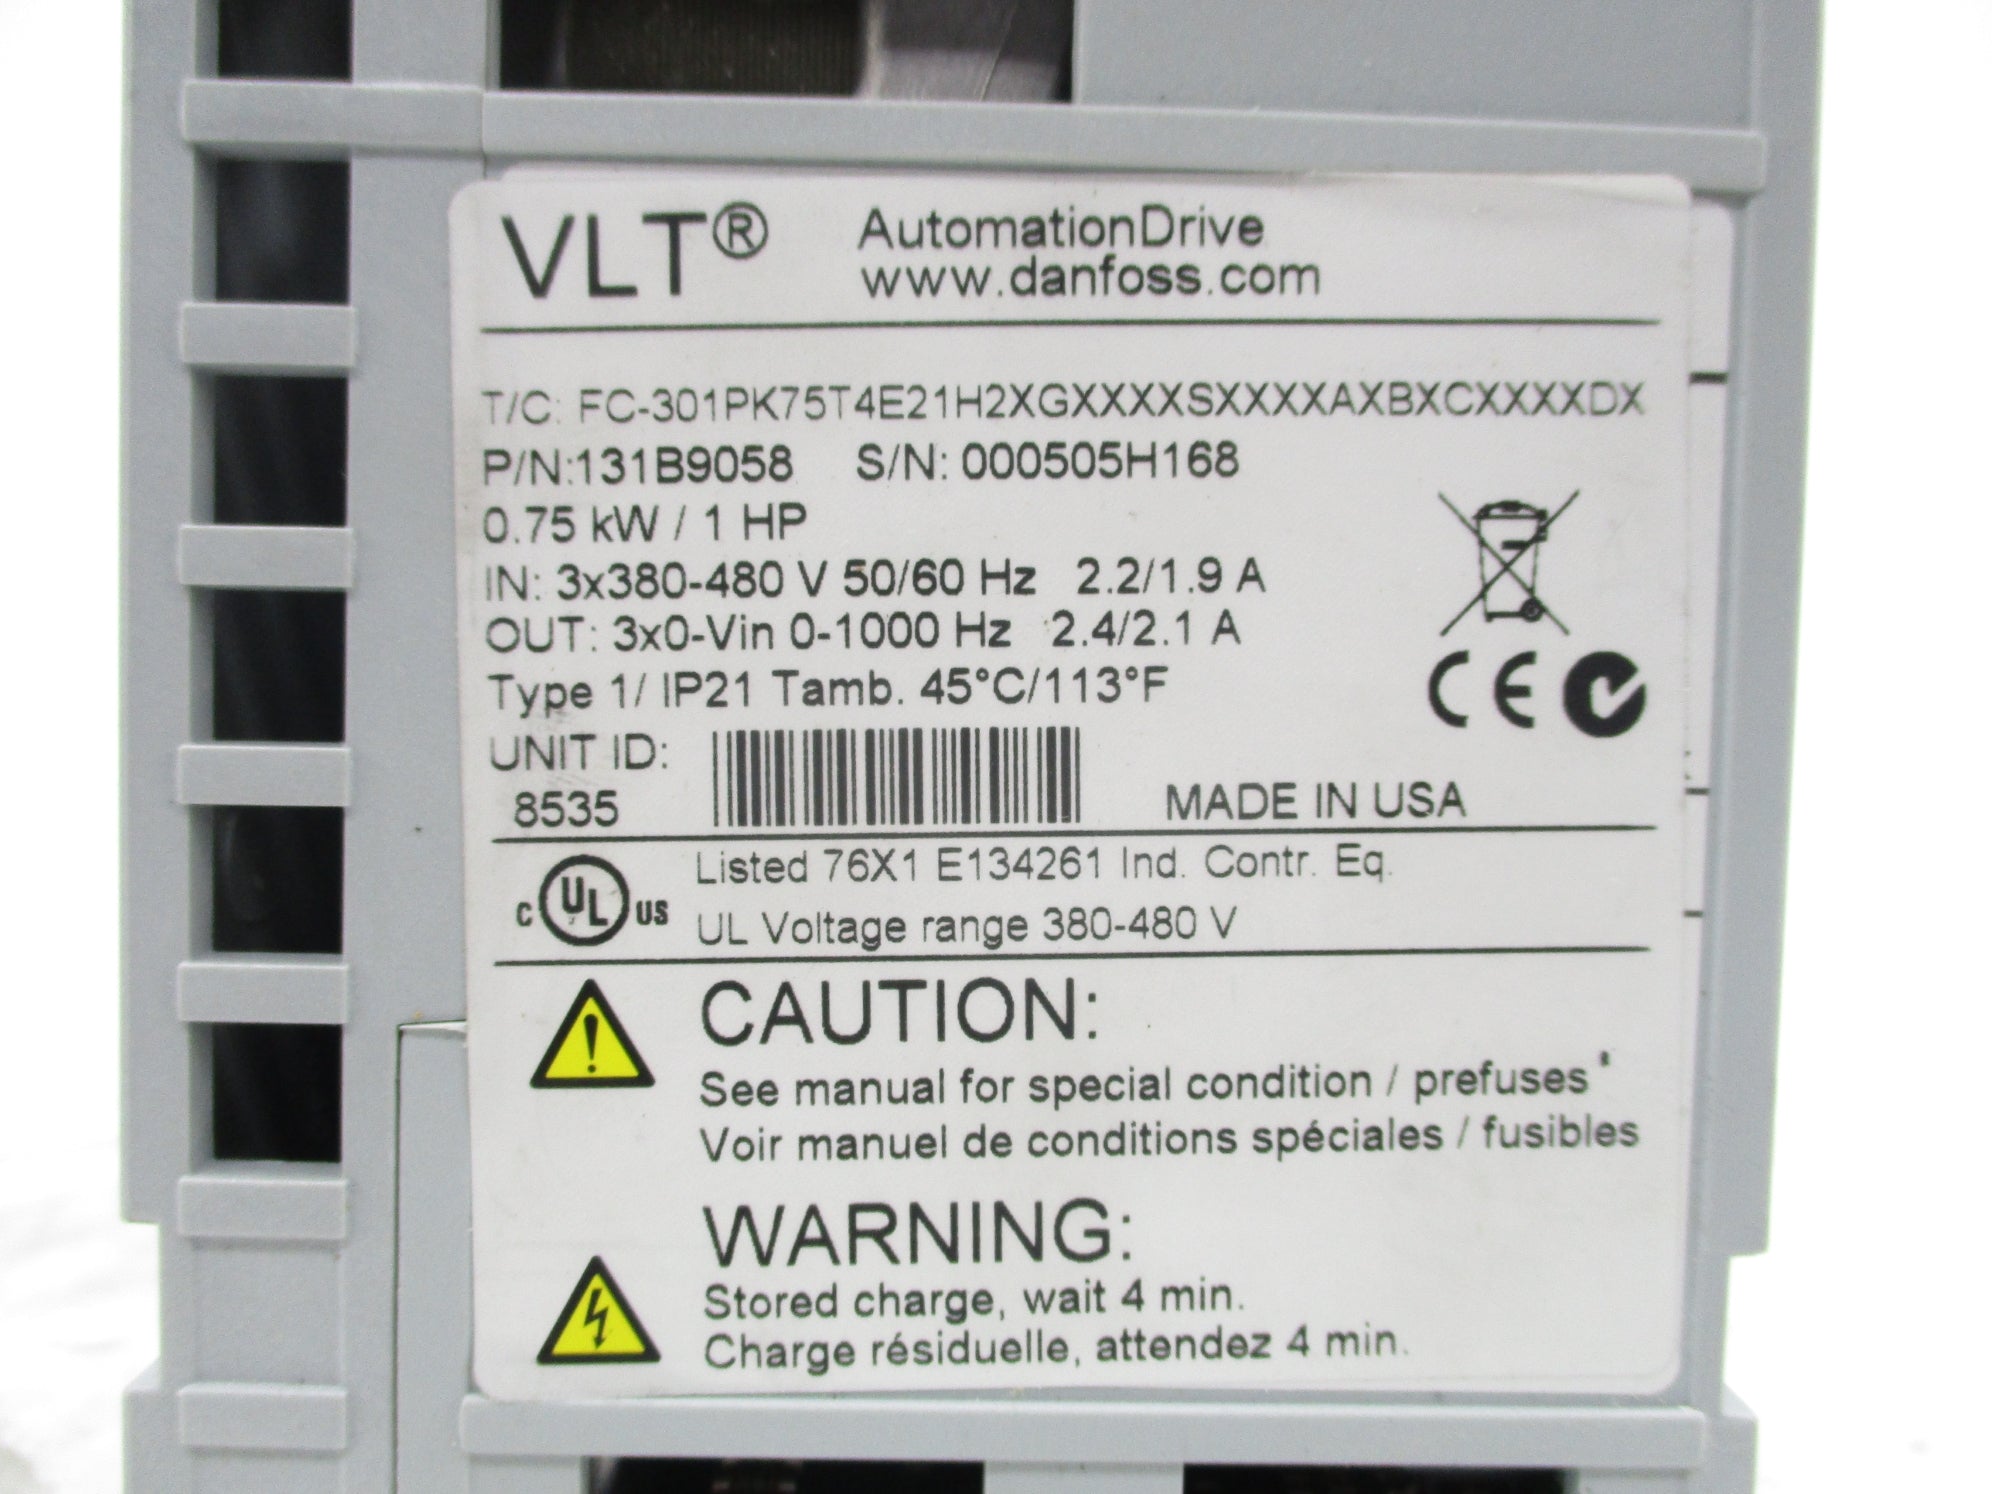 VLT® AutomationDrive
www.danfoss.com
T/C: FC-301PK75T4E21H2XGXXXXSXXXXAXBXCXXXXDX
P/N:131B9058 S/N: 000505H168
0.75 kW / 1 HP
IN: 3x380-480 V 50/60 Hz 2.2/1.9 A
OUT: 3x0-Vin 0-1000 Hz 2.4/2.1 A
Type 1/ IP21 Tamb. 45°C/113°F
CE
UNIT ID:
8535 MADE IN USA
c UL US Listed 76X1 E134261 Ind. Contr. Eq.
UL Voltage range 380-480 V
CAUTION:
See manual for special condition / prefuses
Voir manuel de conditions spéciales / fusibles
WARNING:
Stored charge, wait 4 min.
Charge résiduelle, attendez 4 min.